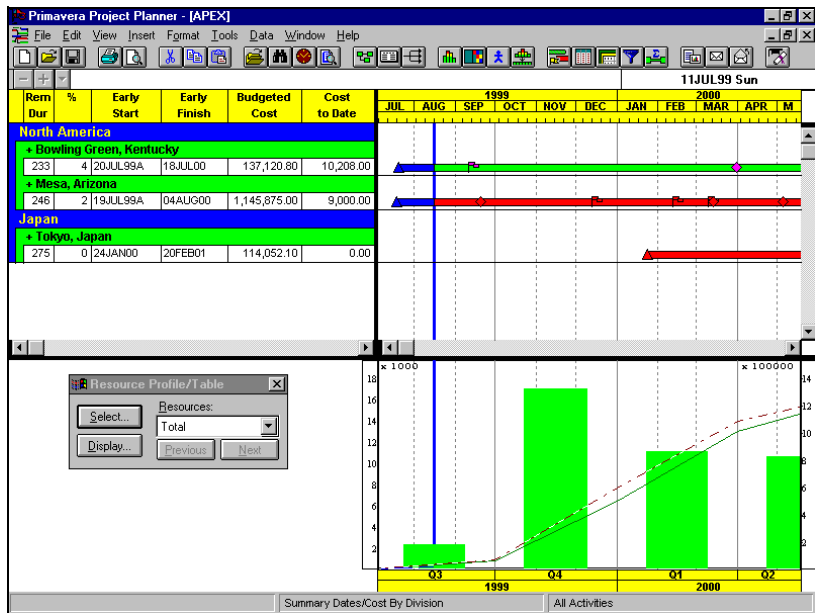 Primavera Project Planner - [APEX]
File Edit View Insert Format Tools Data Window Help
11JUL99 Sun
Rem Dur % Early Start Early Finish Budgeted Cost Cost to Date
1999 2000
JUL AUG SEP OCT NOV DEC JAN FEB MAR APR M
North America
+ Bowling Green, Kentucky
233 4 20JUL99A 18JUL00 137,120.80 10,208.00
+ Mesa, Arizona
246 2 19JUL99A 04AUG00 1,145,875.00 9,000.00
Japan
+ Tokyo, Japan
275 0 24JAN00 20FEB01 114,052.10 0.00
Resource Profile/Table
Select... Resources:
Total
Display... Previous Next
x 1000 x 100000
18 14
16
14 12
12 10
10 8
8
6 6
4 4
2 2
Q3 Q4 Q1 Q2
1999 2000
Summary Dates/Cost By Division All Activities